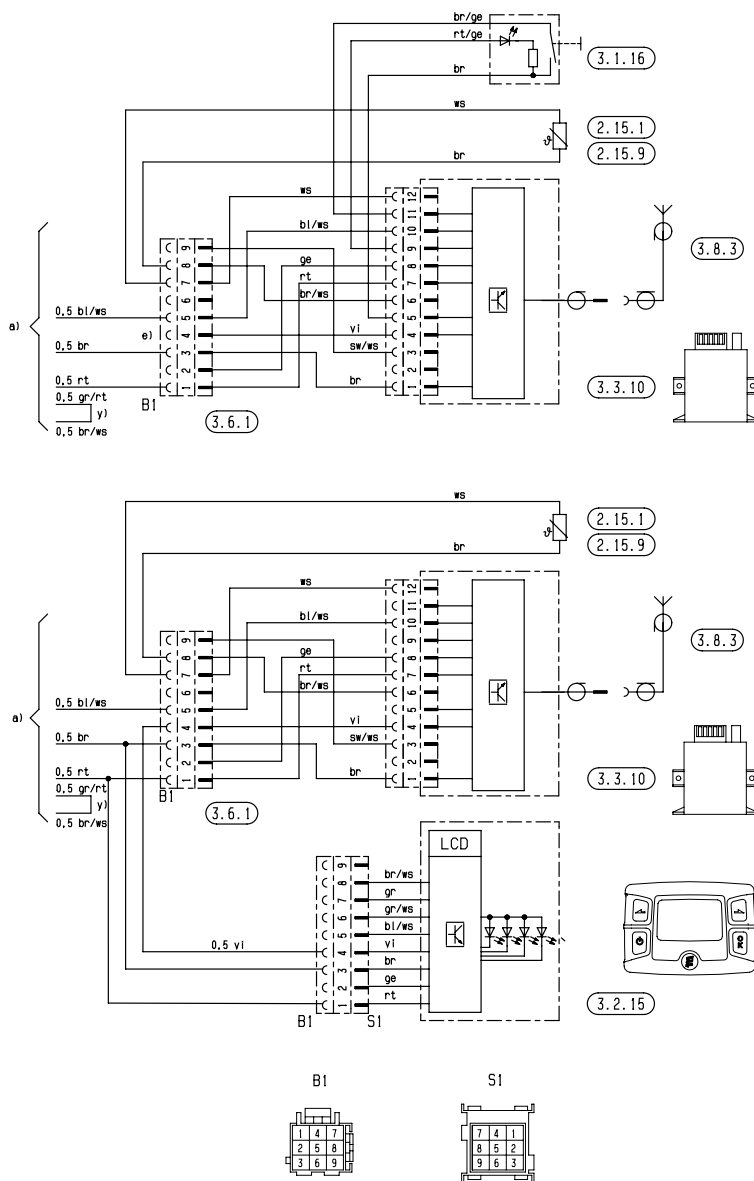 br/ge
rt/ge
br
3.1.16
ws
2.15.1
br
2.15.9
ws
12
11
bl/ws
10
3.8.3
9
9
ge
8
8
rt
7
7
br/ws
6
6
a)
0,5 bl/ws
5
5
e)
4
vi
4
0,5 br
3
sw/ws
3
2
2
0,5 rt
1
br
1
3.3.10
0,5 gr/rt
y)
B1
3.6.1
0,5 br/ws
ws
2.15.1
br
2.15.9
ws
12
11
bl/ws
10
3.8.3
9
9
ge
8
8
rt
7
7
br/ws
6
6
a)
0,5 bl/ws
5
5
4
vi
4
0,5 br
3
sw/ws
3
2
2
0,5 rt
1
br
1
3.3.10
0,5 gr/rt
y)
B1
3.6.1
0,5 br/ws
LCD
9
br/ws
8
gr
7
gr/ws
6
bl/ws
5
0,5 vi
4
vi
br
3
ge
2
rt
1
3.2.15
B1
S1
B1
S1
1 4 7
2 5 8
3 6 9
7 4 1
8 5 2
9 6 3